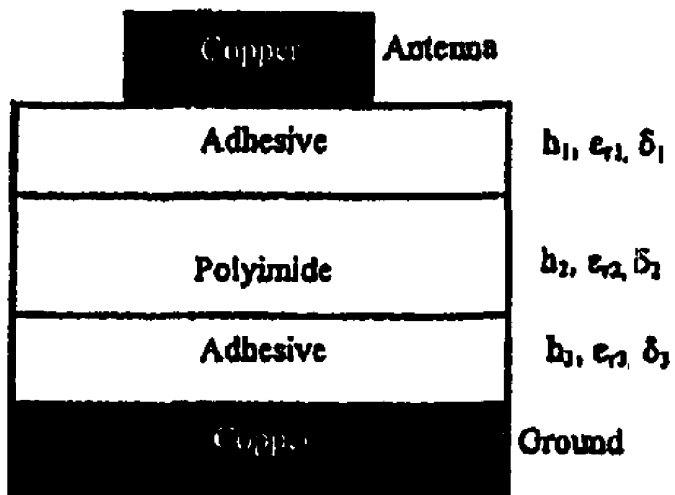 Copper Antenna
Adhesive h₁, εᵣ₁, δ₁
Polyimide h₂, εᵣ₂, δ₂
Adhesive h₃, εᵣ₃, δ₃
Copper Ground